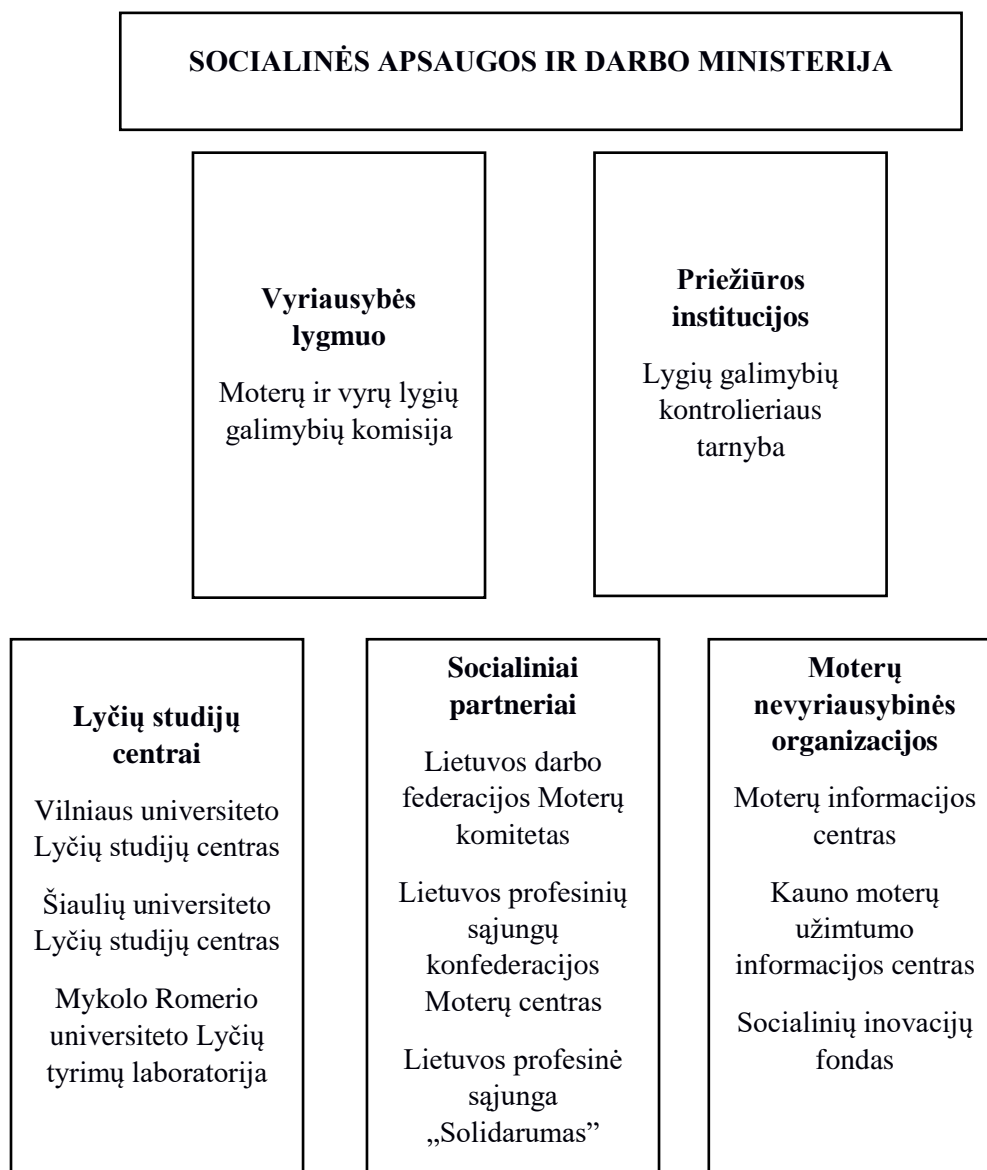 SOCIALINĖS APSAUGOS IR DARBO MINISTERIJA
Vyriausybės
lygmuo
Moterų ir vyrų lygių
galimybių komisija
Priežiūros
institucijos
Lygių galimybių
kontrolieriaus
tarnyba
Lyčių studijų
centrai
Vilniaus universiteto
Lyčių studijų centras
Šiaulių universiteto
Lyčių studijų centras
Mykolo Romerio
universiteto Lyčių
tyrimų laboratorija
Socialiniai
partneriai
Lietuvos darbo
federacijos Moterų
komitetas
Lietuvos profesinių
sąjungų
konfederacijos
Moterų centras
Lietuvos profesinė
sąjunga
„Solidarumas”
Moterų
nevyriausybinės
organizacijos
Moterų informacijos
centras
Kauno moterų
užimtumo
informacijos centras
Socialinių inovacijų
fondas